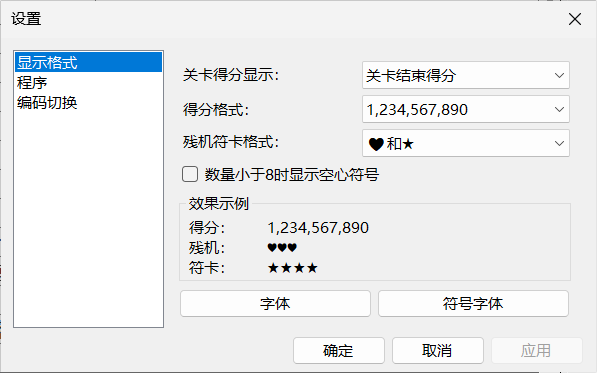 设置
显示格式
程序
编码切换
关卡得分显示：
关卡结束得分
得分格式：
1,234,567,890
残机符卡格式：
♥和★
数量小于8时显示空心符号
效果示例
得分： 1,234,567,890
残机： ♥♥♥
符卡： ★★★★
字体
符号字体
确定
取消
应用